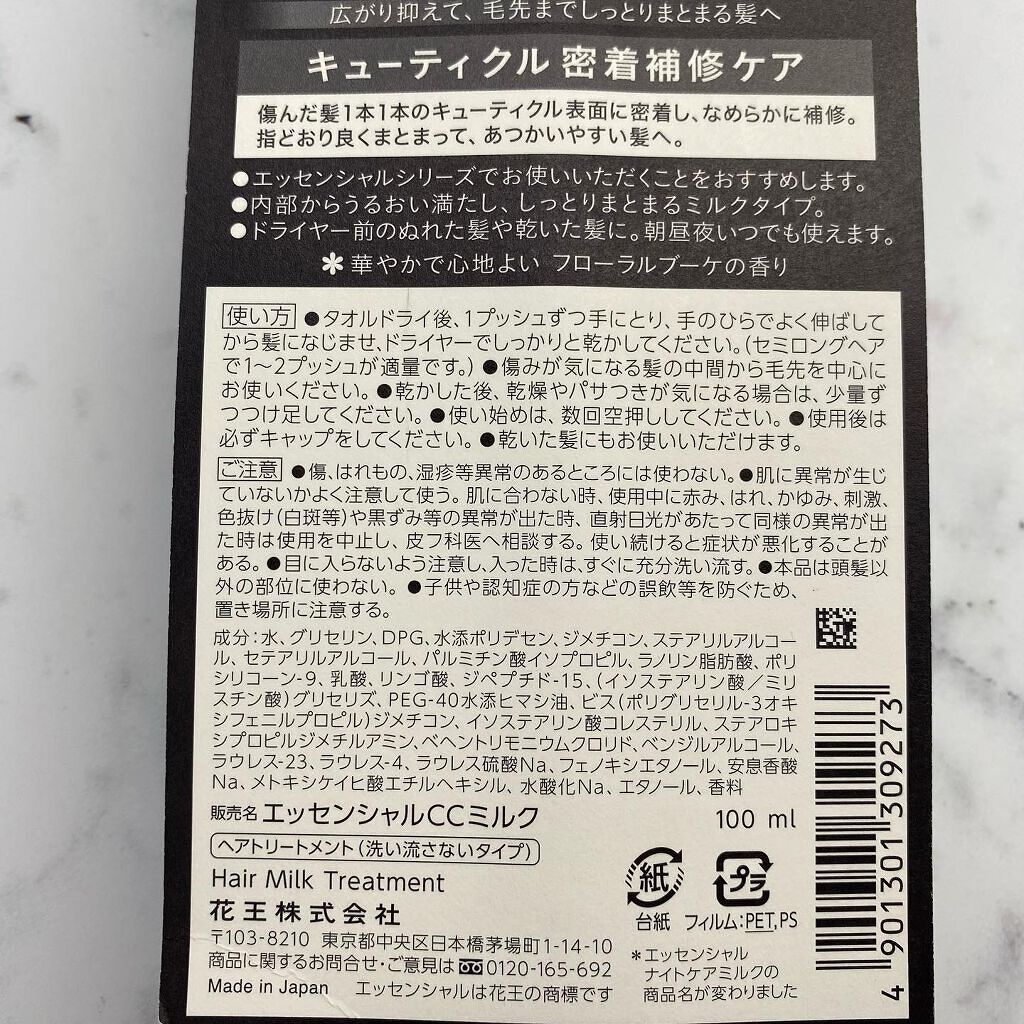 広がり抑えて、毛先までしっとりまとまる髪へ
キューティクル 密着補修ケア
傷んだ髪1本1本のキューティクル表面に密着し、なめらかに補修。
指どおり良くまとまって、あつかいやすい髪へ。
●エッセンシャルシリーズでお使いいただくことをおすすめします。
●内部からうるおい満たし、しっとりまとまるミルクタイプ。
●ドライヤー前のぬれた髪や乾いた髪に。朝昼夜いつでも使えます。
＊華やかで心地よい フローラルブーケの香り
使い方 ●タオルドライ後、1プッシュずつ手にとり、手のひらでよく伸ばして
から髪になじませ、ドライヤーでしっかりと乾かしてください。(セミロングヘア
で1〜2プッシュが適量です。) ●傷みが気になる髪の中間から毛先を中心に
お使いください。●乾かした後、乾燥やパサつきが気になる場合は、少量ず
つつけ足してください。●使い始めは、数回空押ししてください。●使用後は
必ずキャップをしてください。●乾いた髪にもお使いいただけます。
ご注意 ●傷、はれもの、湿疹等異常のあるところには使わない。●肌に異常が生じ
ていないかよく注意して使う。肌に合わない時、使用中に赤み、はれ、かゆみ、刺激、
色抜け(白斑等)や黒ずみ等の異常が出た時、直射日光があたって同様の異常が出
た時は使用を中止し、皮フ科医へ相談する。使い続けると症状が悪化することが
ある。●目に入らないよう注意し、入った時は、すぐに充分洗い流す。●本品は頭髪以
外の部位に使わない。●子供や認知症の方などの誤飲等を防ぐため、
置き場所に注意する。
成分：水、グリセリン、DPG、水添ポリデセン、ジメチコン、ステアリルアルコー
ル、セテアリルアルコール、パルミチン酸イソプロピル、ラノリン脂肪酸、ポリ
シリコーン-9、乳酸、リンゴ酸、ジペプチド-15、(イソステアリン酸／ミリ
スチン酸)グリセリズ、PEG-40水添ヒマシ油、ビス(ポリグリセリル-3オキ
シフェニルプロピル)ジメチコン、イソステアリン酸コレステリル、ステアロキ
シプロピルジメチルアミン、ベヘントリモニウムクロリド、ベンジルアルコール、
ラウレス-23、ラウレス-4、ラウレス硫酸Na、フェノキシエタノール、安息香酸
Na、メトキシケイヒ酸エチルヘキシル、水酸化Na、エタノール、香料
販売名 エッセンシャルCCミルク 100 ml
ヘアトリートメント(洗い流さないタイプ)
Hair Milk Treatment
花王株式会社
〒103-8210 東京都中央区日本橋茅場町1-14-10
商品に関するお問合せ・ご意見は 0120-165-692
Made in Japan エッセンシャルは花王の商標です
紙
台紙
プラ
フィルム：PET,PS
＊エッセンシャル
ナイトケアミルクの
商品名が変わりました
4 901301 309273